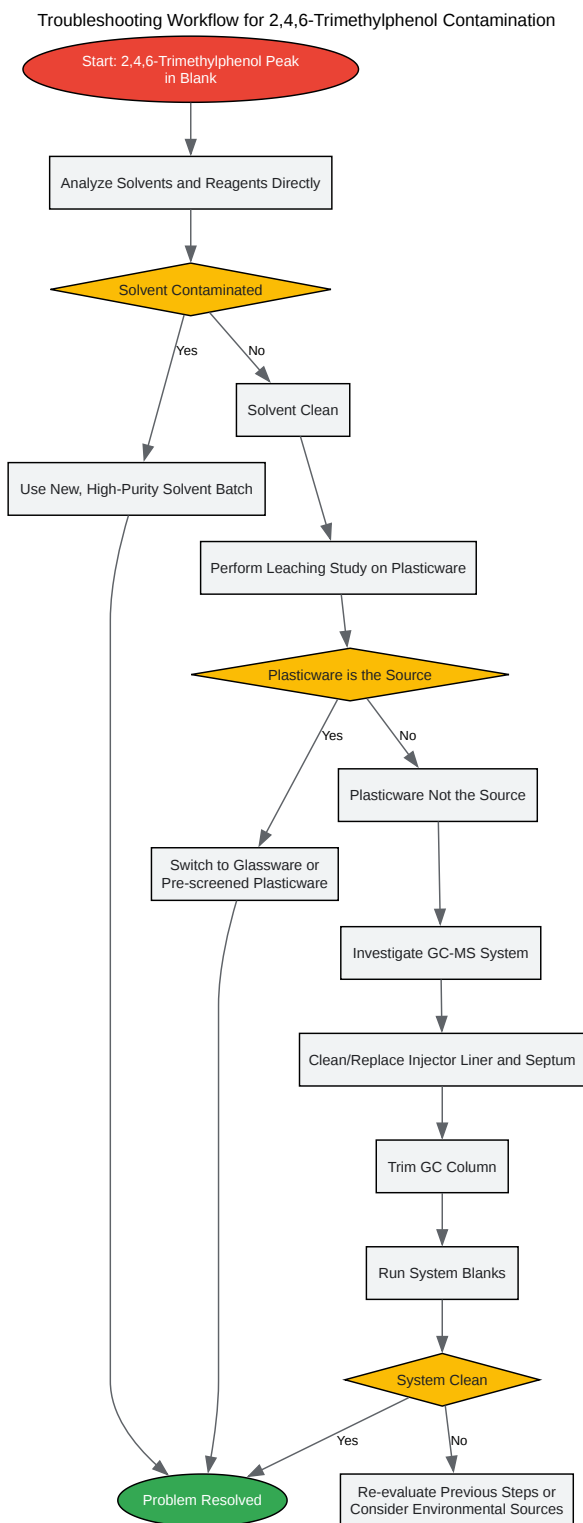 Troubleshooting Workflow for 2,4,6-Trimethylphenol Contamination
Start: 2,4,6-Trimethylphenol Peak
in Blank
Analyze Solvents and Reagents Directly
Solvent Contaminated
Yes
No
Solvent Clean
Use New, High-Purity Solvent Batch
Perform Leaching Study on Plasticware
Plasticware is the Source
Yes
No
Plasticware Not the Source
Switch to Glassware or
Pre-screened Plasticware
Investigate GC-MS System
Clean/Replace Injector Liner and Septum
Trim GC Column
Run System Blanks
System Clean
Yes
No
Problem Resolved
Re-evaluate Previous Steps or
Consider Environmental Sources